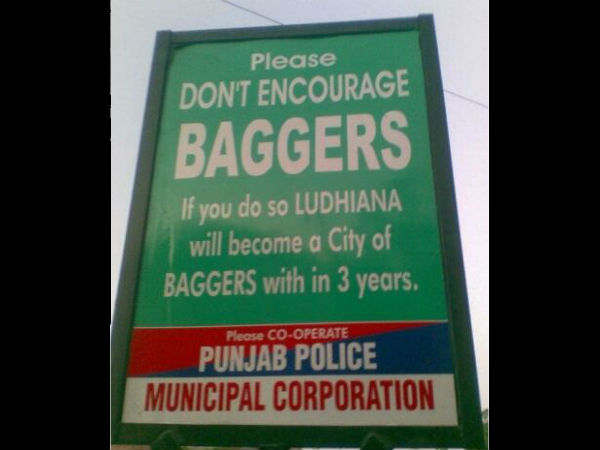 Please
DON'T ENCOURAGE
BAGGERS
If you do so LUDHIANA
will become a City of
BAGGERS with in 3 years.
Please CO-OPERATE
PUNJAB POLICE
MUNICIPAL CORPORATION